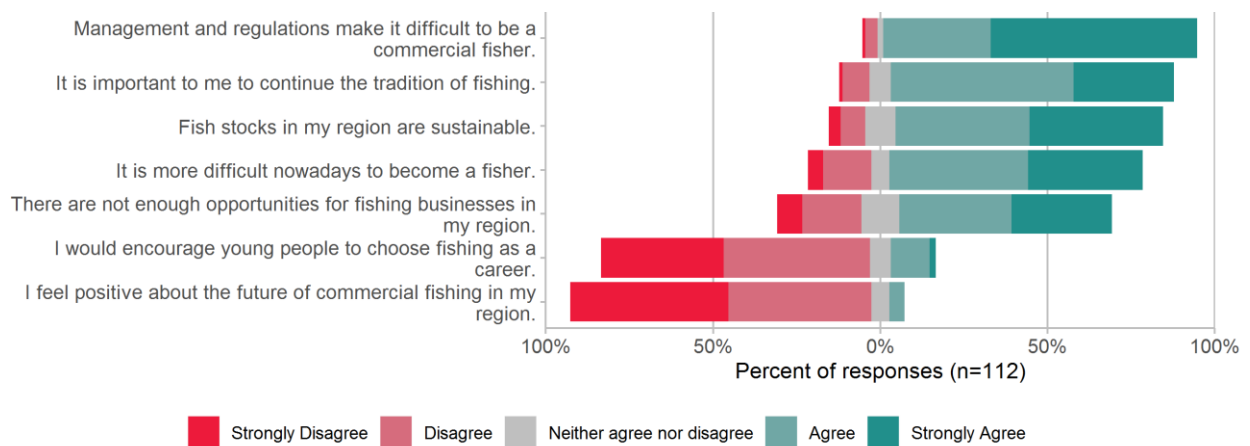 Management and regulations make it difficult to be a
commercial fisher.
It is important to me to continue the tradition of fishing.
Fish stocks in my region are sustainable.
It is more difficult nowadays to become a fisher.
There are not enough opportunities for fishing businesses in
my region.
I would encourage young people to choose fishing as a
career.
I feel positive about the future of commercial fishing in my
region.
100% 50% 0% 50% 100%
Percent of responses (n=112)
Strongly Disagree Disagree Neither agree nor disagree Agree Strongly Agree